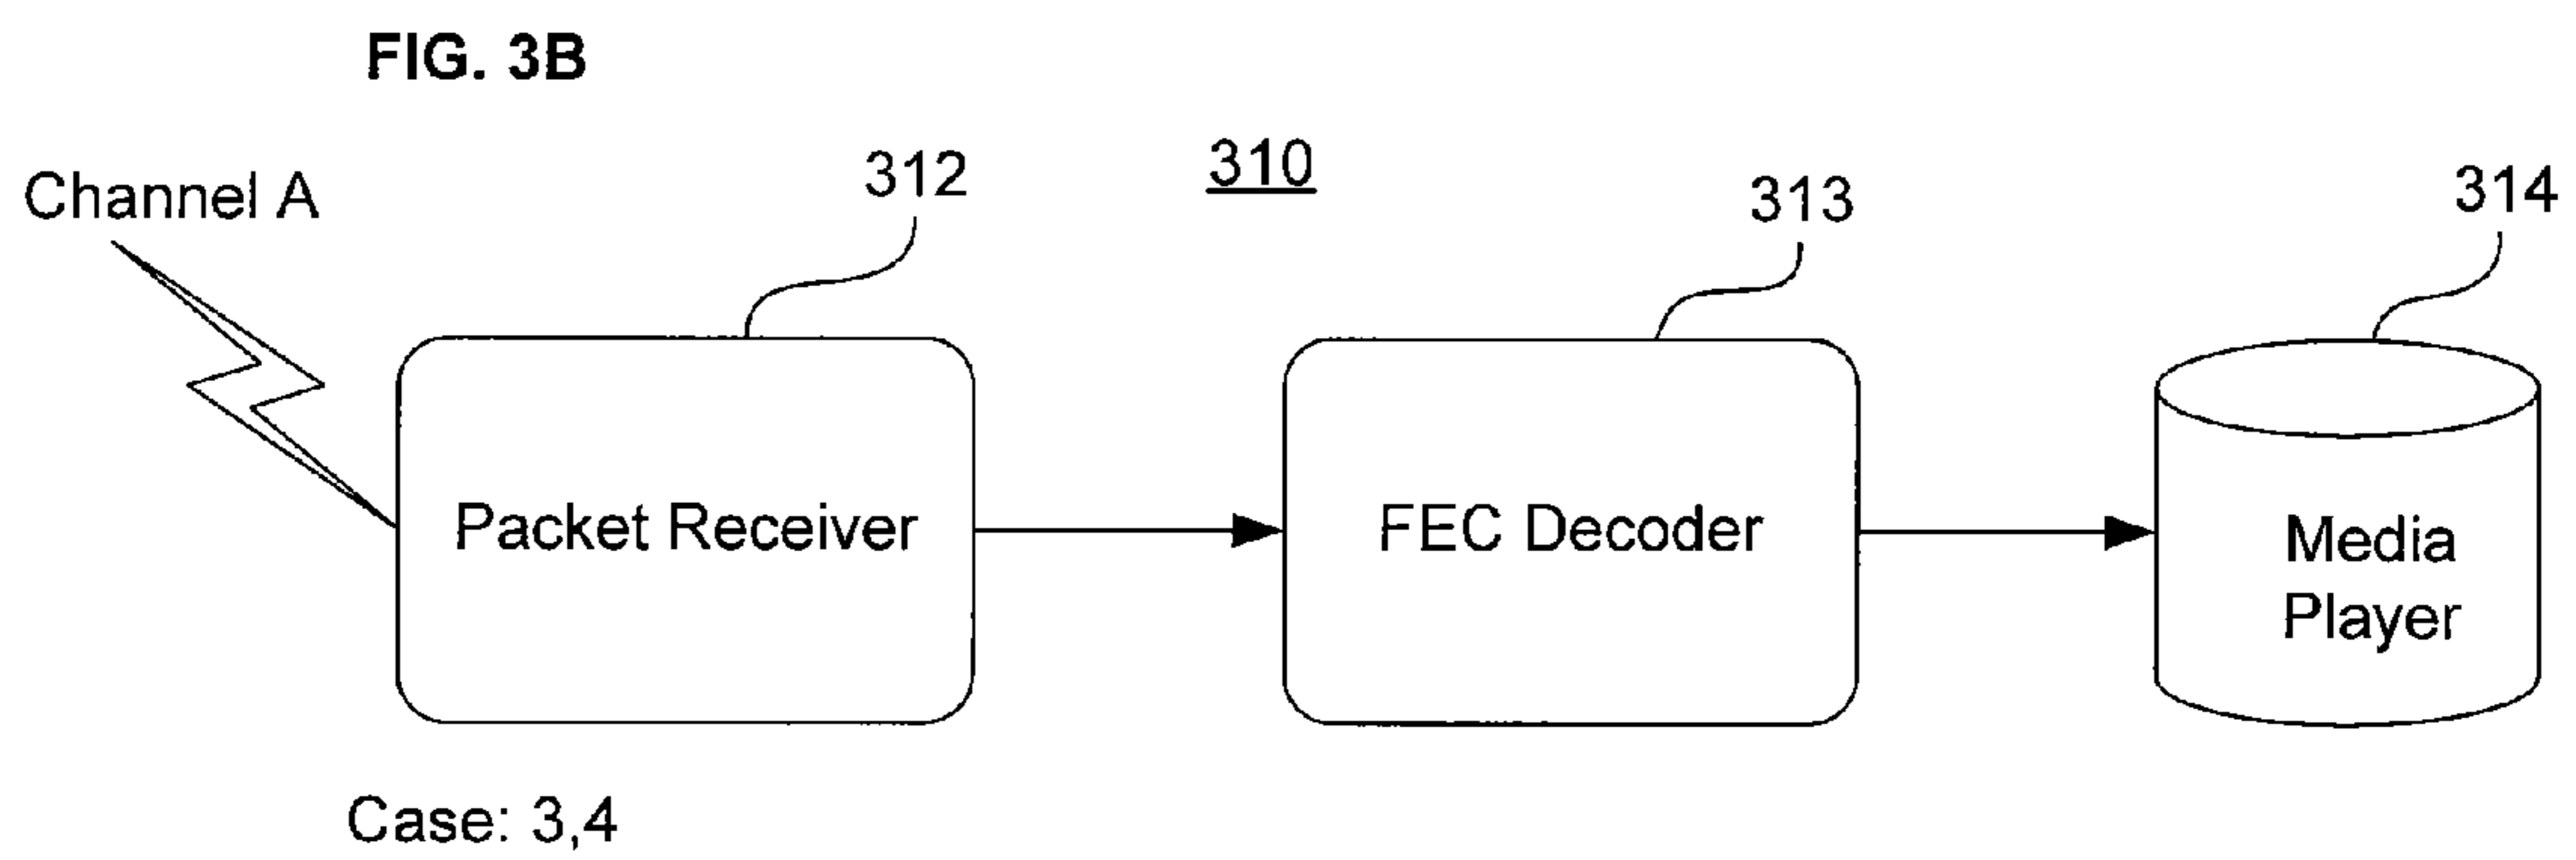 FIG. 3B
Channel A
312
310
313
314
Packet Receiver
FEC Decoder
Media
Player
Case: 3,4